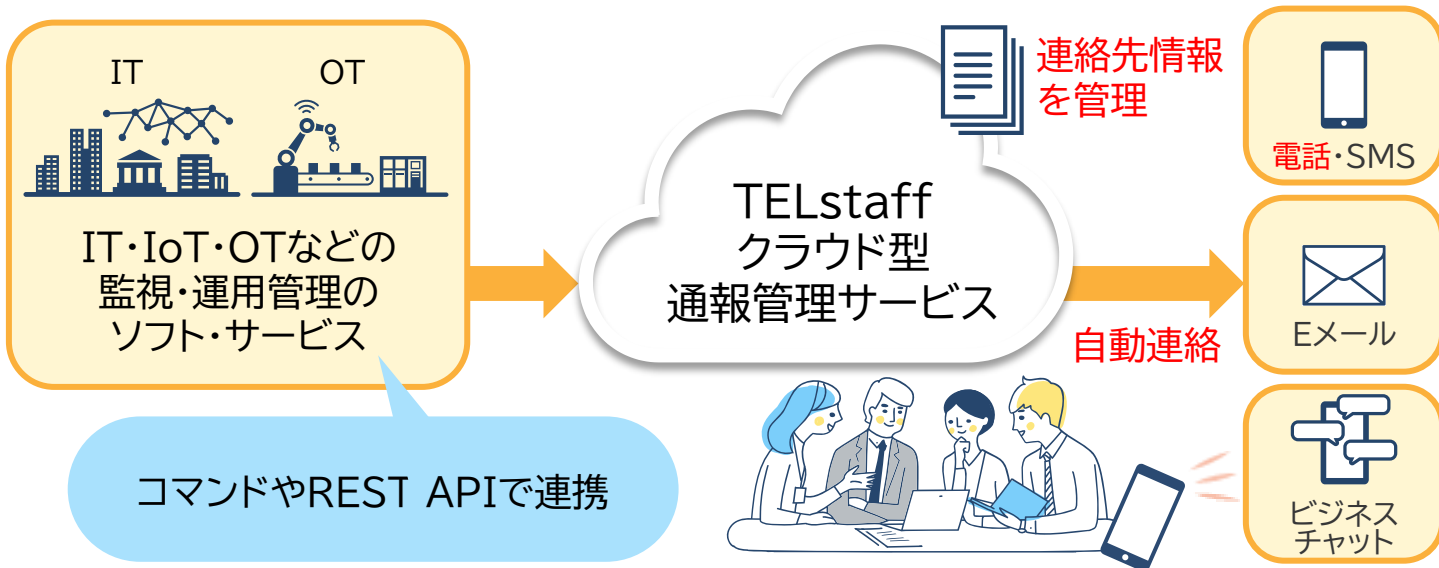 IT
OT
IT・IoT・OTなどの
監視・運用管理の
ソフト・サービス
コマンドやREST APIで連携
TELstaff
クラウド型
通報管理サービス
連絡先情報
を管理
自動連絡
電話・SMS
Eメール
ビジネス
チャット